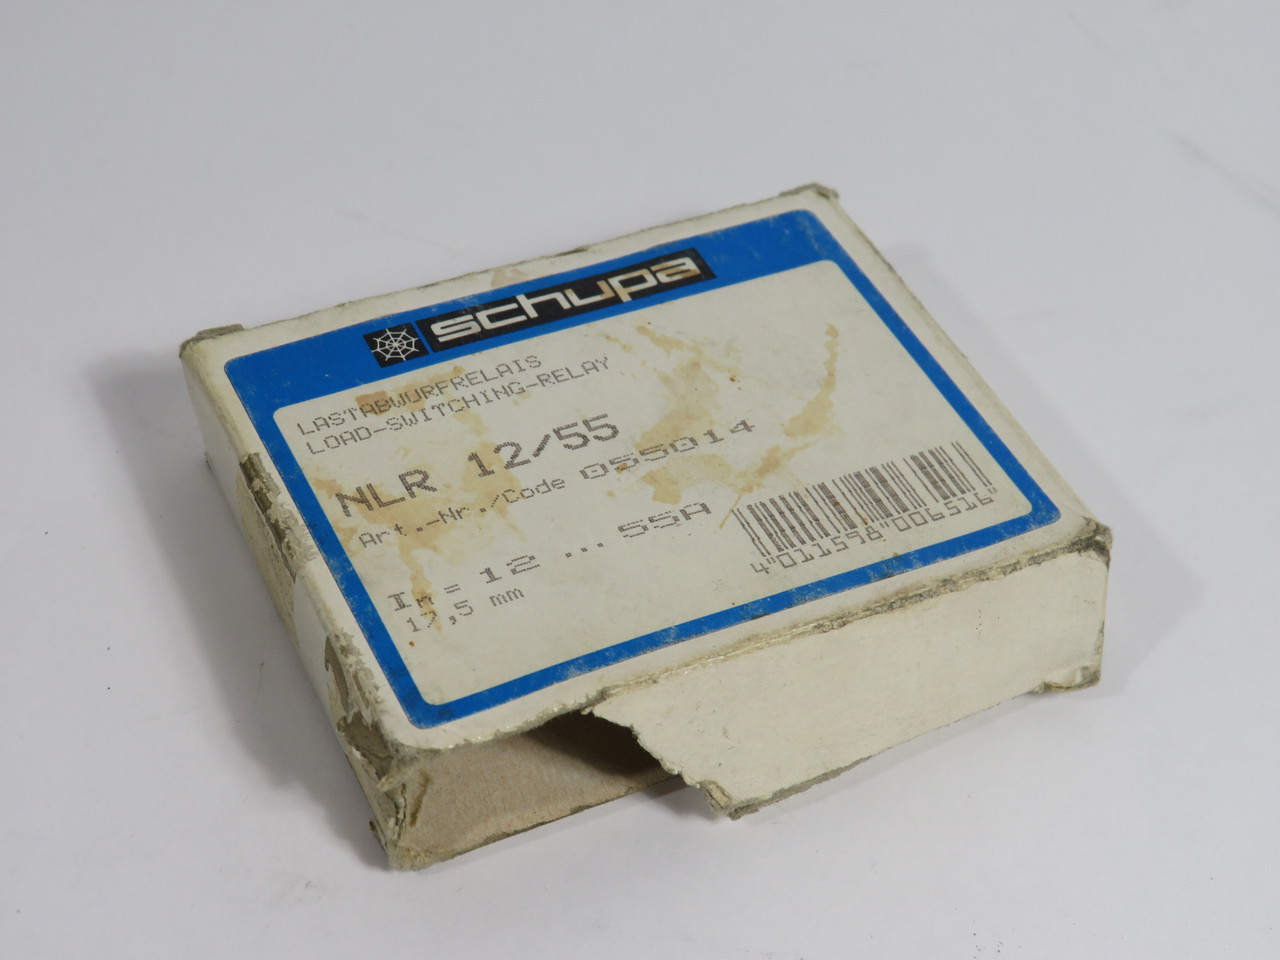 schupa
LASTABWURFRELAIS
LOAD-SWITCHING-RELAY
NLR 12/55
Art.-Nr./Code 055014
In= 12 ... 55A
17,5 mm
4"011598"006516"